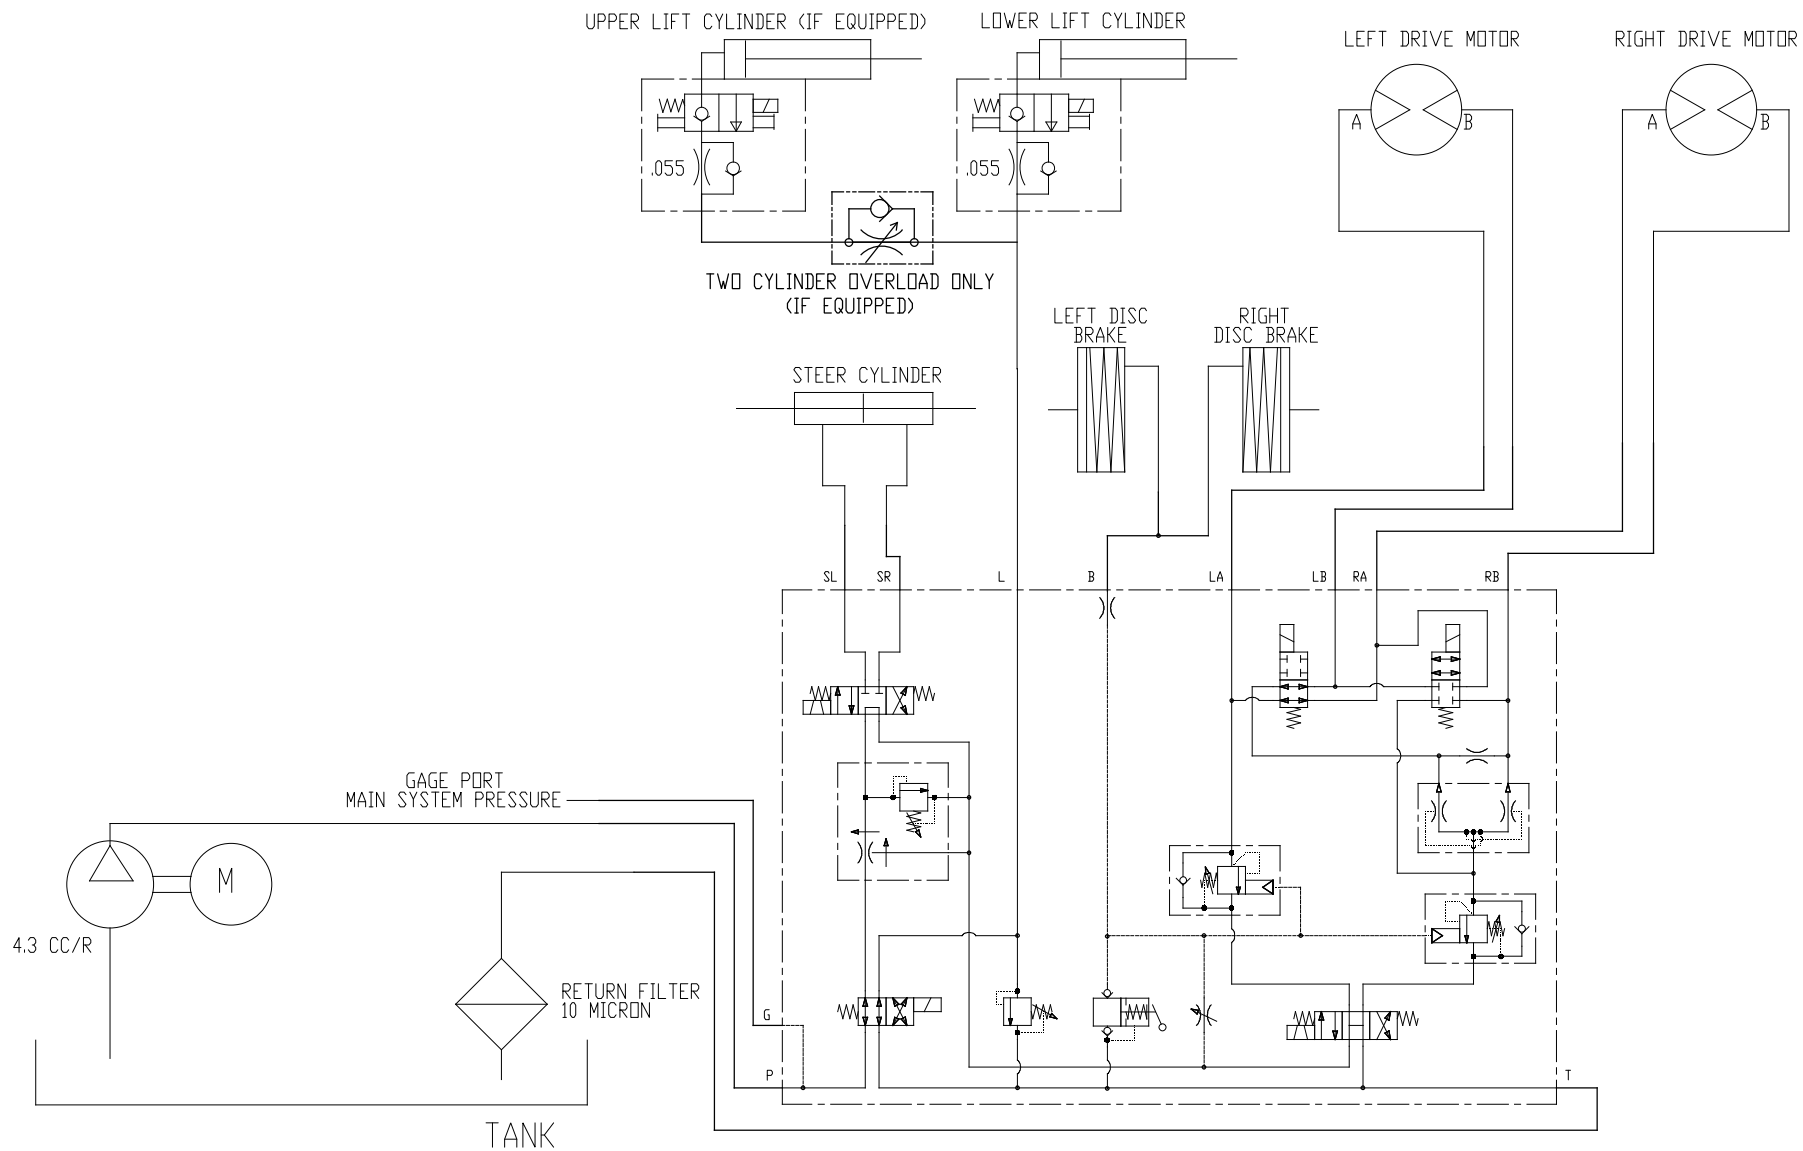 UPPER LIFT CYLINDER (IF EQUIPPED)
LOWER LIFT CYLINDER
LEFT DRIVE MOTOR
RIGHT DRIVE MOTOR
A
B
A
B
.055
.055
TWO CYLINDER OVERLOAD ONLY
(IF EQUIPPED)
LEFT DISC
BRAKE
RIGHT
DISC BRAKE
STEER CYLINDER
SL
SR
L
B
LA
LB
RA
RB
GAGE PORT
MAIN SYSTEM PRESSURE
M
4.3 CC/R
RETURN FILTER
10 MICRON
G
P
T
TANK